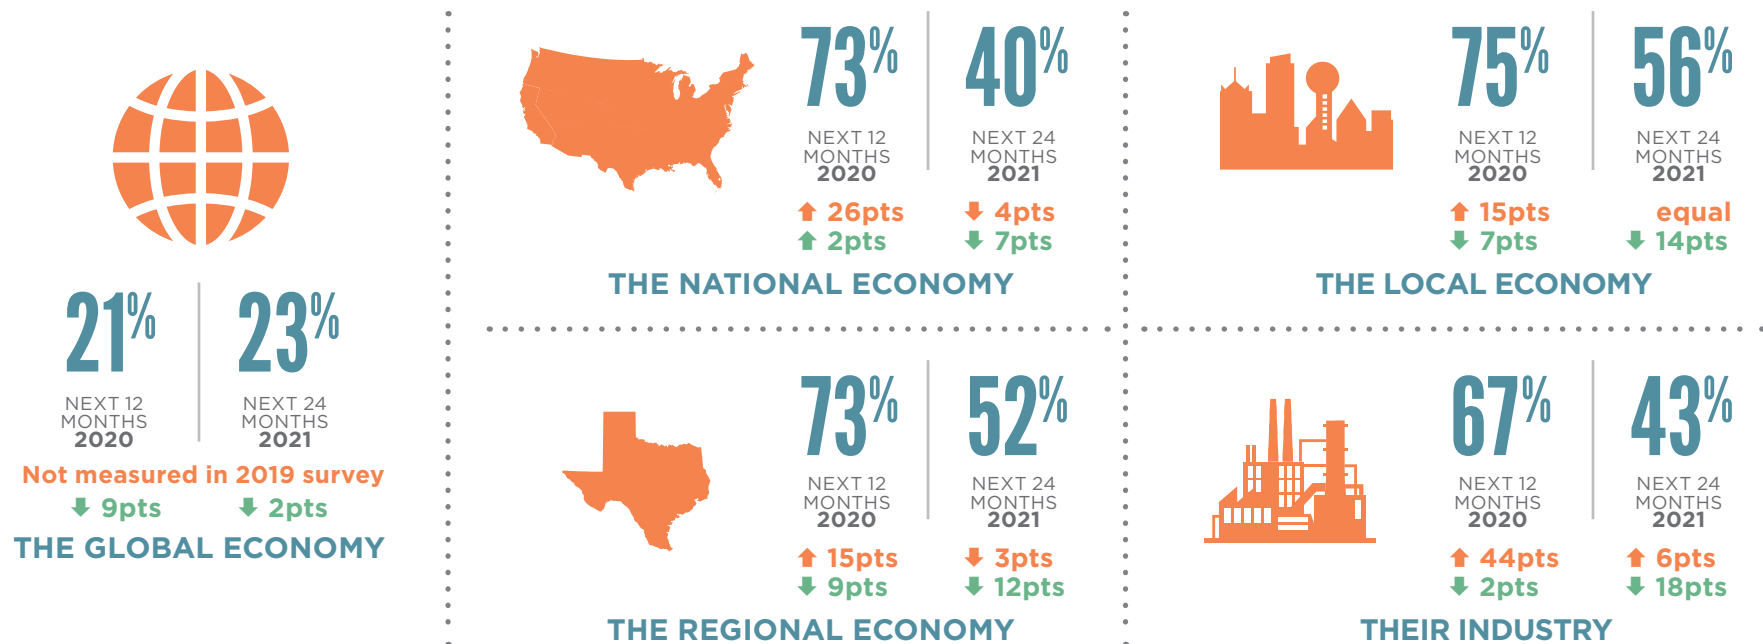 21% 23%
NEXT 12 NEXT 24
MONTHS MONTHS
2020 2021
Not measured in 2019 survey
9pts 2pts
THE GLOBAL ECONOMY
73% 40%
NEXT 12 NEXT 24
MONTHS MONTHS
2020 2021
26pts 4pts
2pts 7pts
THE NATIONAL ECONOMY
75% 56%
NEXT 12 NEXT 24
MONTHS MONTHS
2020 2021
15pts equal
7pts 14pts
THE LOCAL ECONOMY
73% 52%
NEXT 12 NEXT 24
MONTHS MONTHS
2020 2021
15pts 3pts
9pts 12pts
THE REGIONAL ECONOMY
67% 43%
NEXT 12 NEXT 24
MONTHS MONTHS
2020 2021
44pts 6pts
2pts 18pts
THEIR INDUSTRY